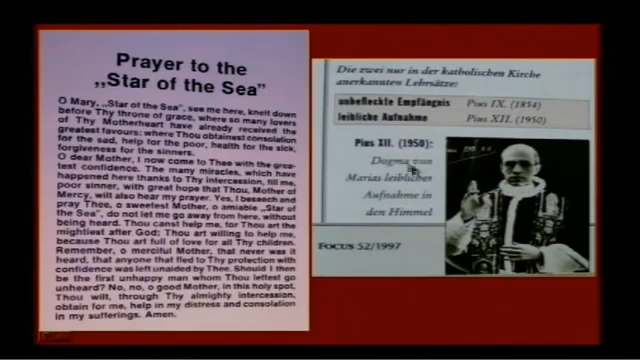 Prayer to the
„Star of the Sea”
O Mary, „Star of the Sea”, see me here, knelt down
before Thy throne of grace, where so many lovers
of Thy Motherheart have already received the
greatest favours: where Thou obtainest consolation
for the sad, help for the poor, health for the sick,
forgiveness for the sinners.
O dear Mother, I now come to Thee with the grea-
test confidence. The many miracles, which have
happened here thanks to Thy intercession, fill me,
poor sinner, with great hope that Thou, Mother of
Mercy, will also hear my prayer. Yes, I beseech and
pray Thee, o sweetest Mother, o amiable „Star of
the Sea”, do not let me go away from here, without
being heard. Thou canst help me, for Thou art the
mightiest after God; Thou art willing to help me,
because Thou art full of love for all Thy children.
Remember, o merciful Mother, that never was it
heard, that anyone that fled to Thy protection with
confidence was left unaided by Thee. Should I then
be the first unhappy man whom Thou lettest go
unheard? No, no, o good Mother, in this holy spot,
Thou wilt, through Thy almighty intercession,
obtain for me, help in my distress and consolation
in my sufferings. Amen.
Die zwei nur in der katholischen Kirche
anerkannten Lehrsätze:
unbefleckte Empfängnis Pius IX. (1854)
leibliche Aufnahme Pius XII. (1950)
Pius XII. (1950):
Dogma von
Marias leiblicher
Aufnahme in
den Himmel
FOCUS 52/1997